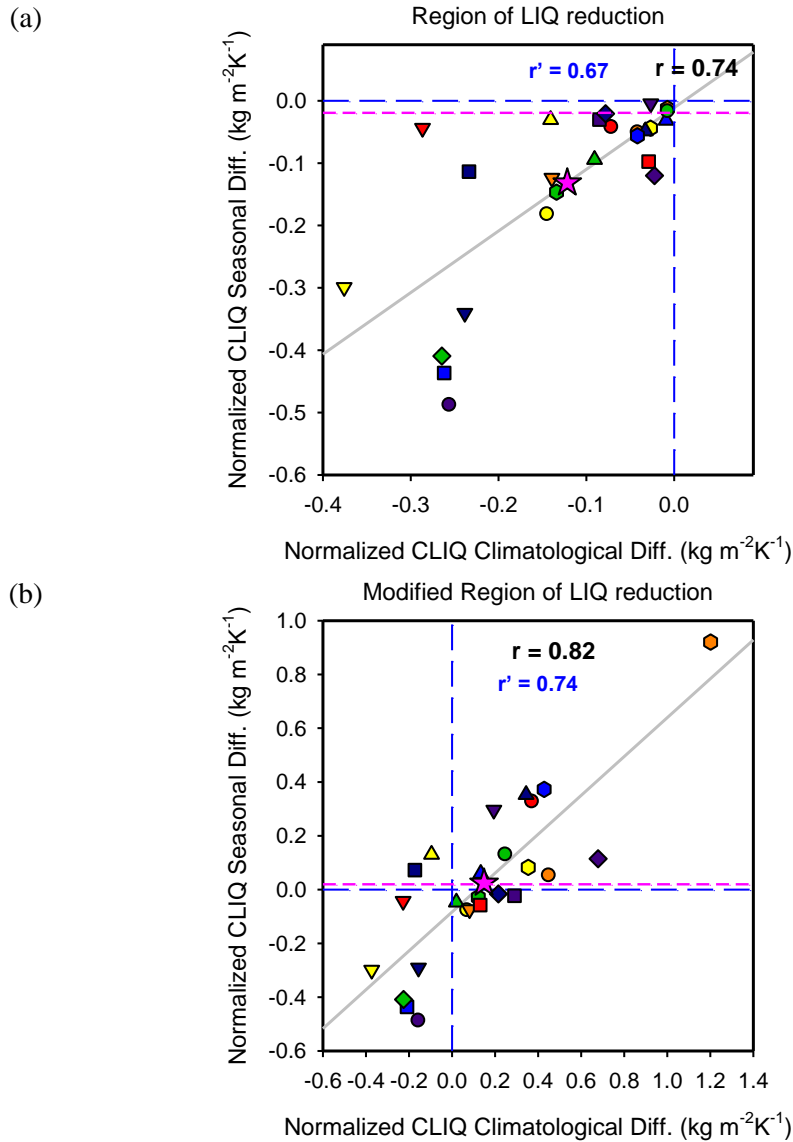 (a)
Region of LIQ reduction
r' = 0.67
r = 0.74
Normalized CLIQ Seasonal Diff. (kg m⁻²K⁻¹)
0.0
-0.1
-0.2
-0.3
-0.4
-0.5
-0.6
-0.4 -0.3 -0.2 -0.1 0.0
Normalized CLIQ Climatological Diff. (kg m⁻²K⁻¹)
(b)
Modified Region of LIQ reduction
r = 0.82
r' = 0.74
Normalized CLIQ Seasonal Diff. (kg m⁻²K⁻¹)
1.0
0.8
0.6
0.4
0.2
0.0
-0.2
-0.4
-0.6
-0.6 -0.4 -0.2 0.0 0.2 0.4 0.6 0.8 1.0 1.2 1.4
Normalized CLIQ Climatological Diff. (kg m⁻²K⁻¹)